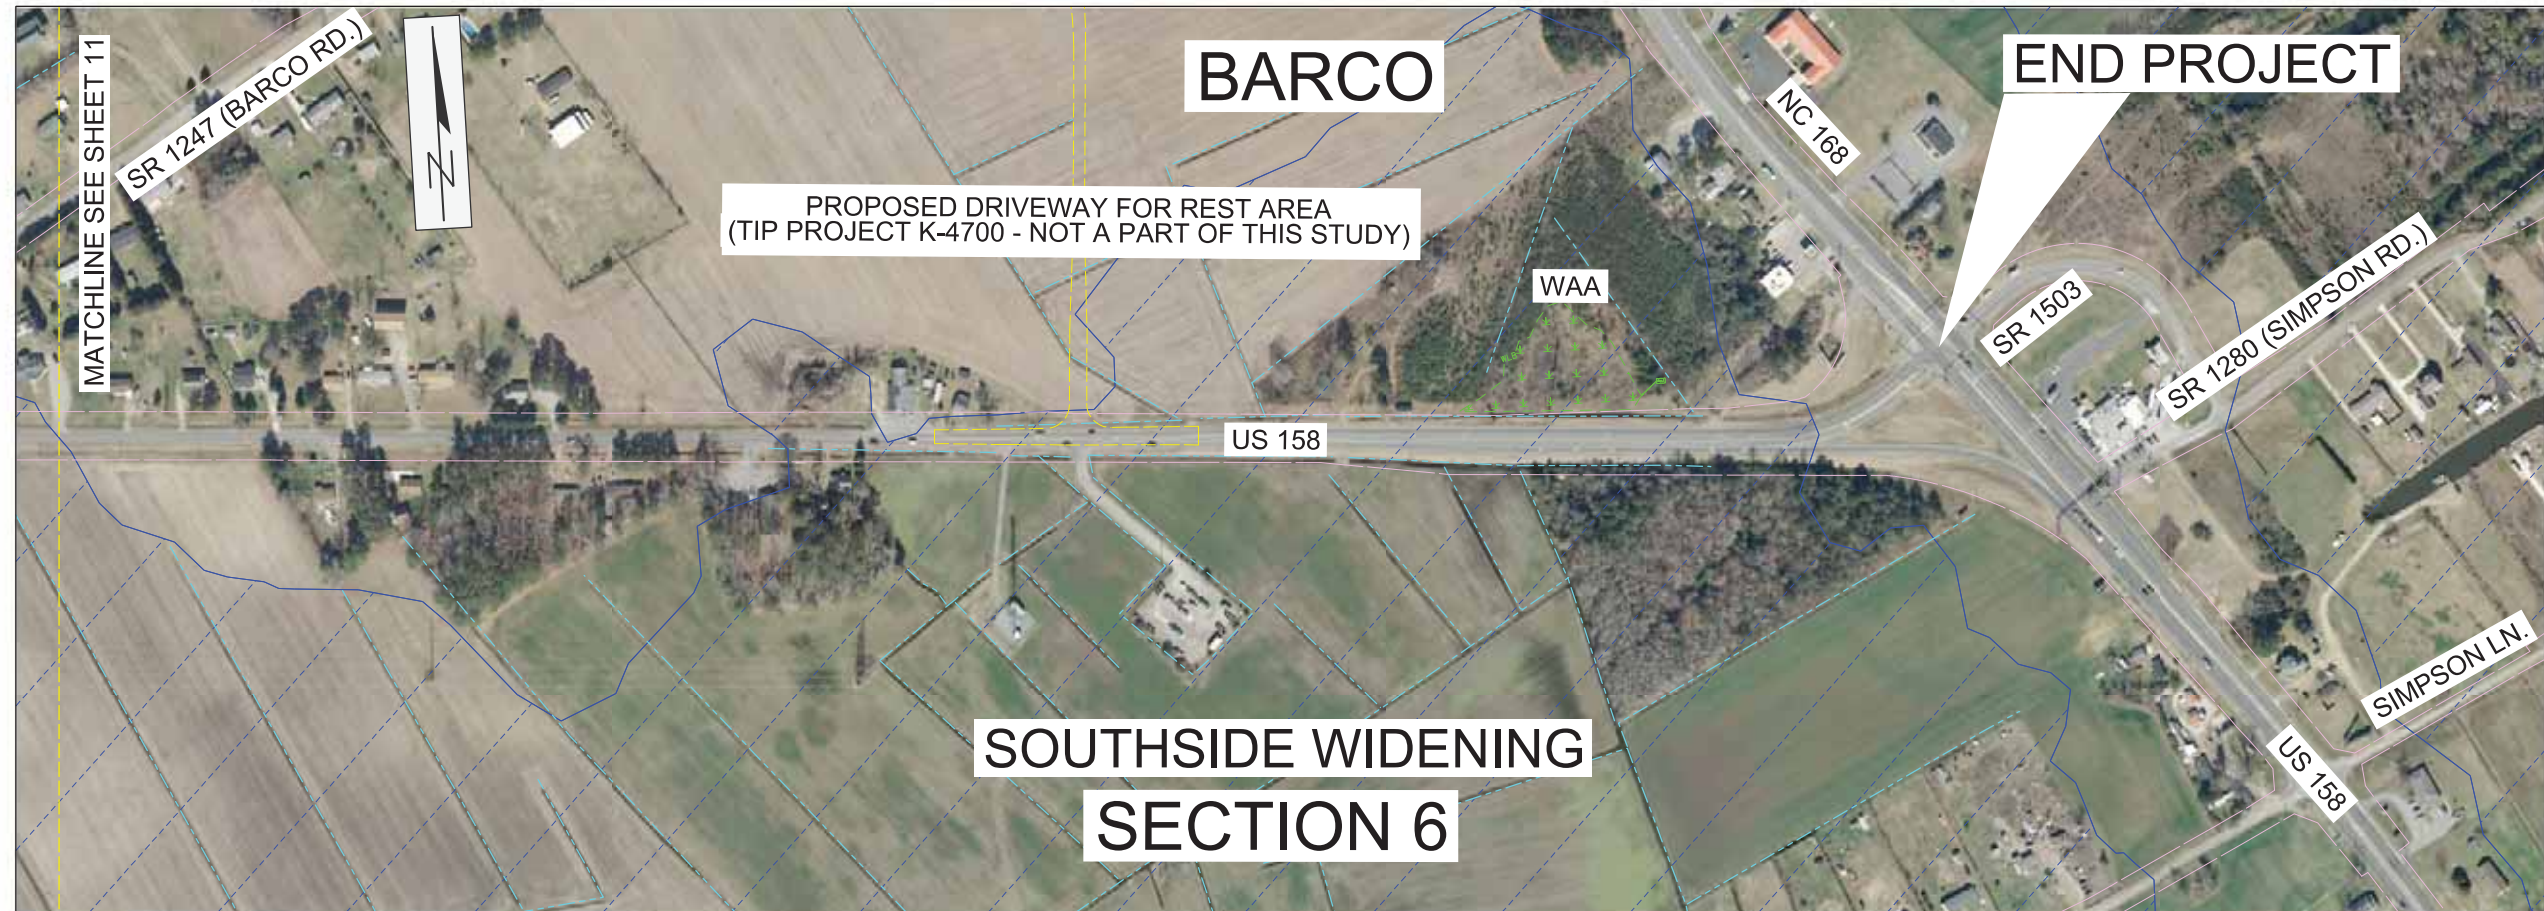 MATCHLINE SEE SHEET 11
SR 1247 (BARCO RD.)
N
BARCO
PROPOSED DRIVEWAY FOR REST AREA
(TIP PROJECT K-4700 - NOT A PART OF THIS STUDY)
NC 168
END PROJECT
WAA
SR 1503
SR 1280 (SIMPSON RD.)
US 158
SOUTHSIDE WIDENING
SECTION 6
SIMPSON LN.
US 158